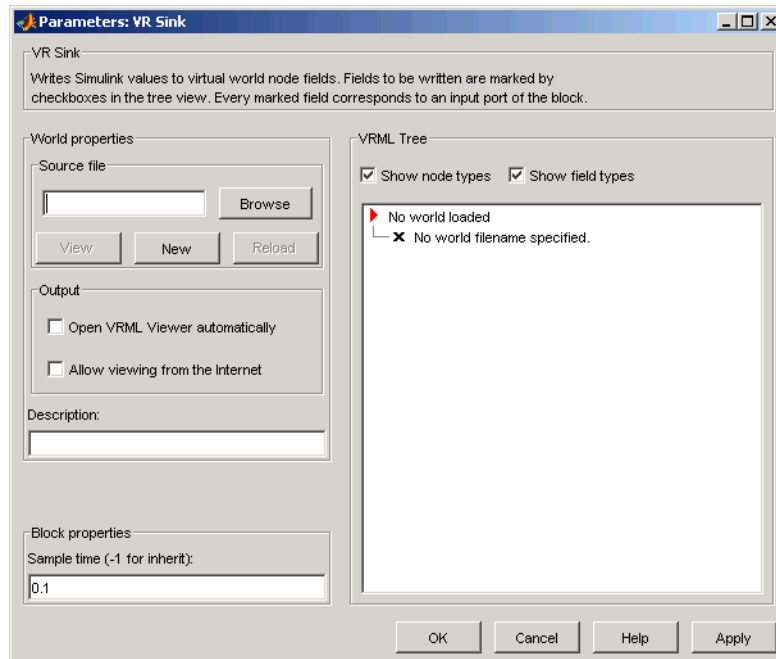 Parameters: VR Sink
VR Sink
Writes Simulink values to virtual world node fields. Fields to be written are marked by
checkboxes in the tree view. Every marked field corresponds to an input port of the block.
World properties
Source file
Browse
View New Reload
Output
Open VRML Viewer automatically
Allow viewing from the Internet
Description:
Block properties
Sample time (-1 for inherit):
0.1
VRML Tree
Show node types Show field types
No world loaded
No world filename specified.
OK Cancel Help Apply